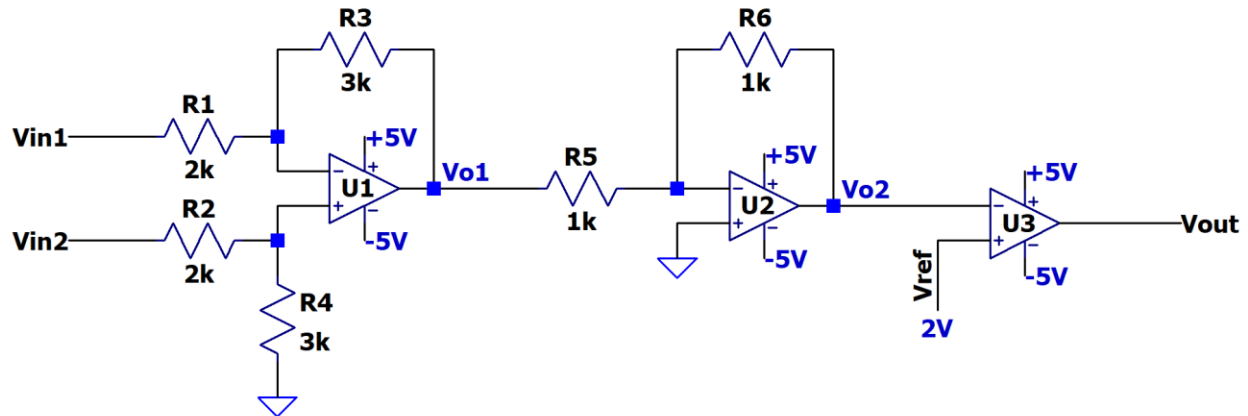 R3
3k
R6
1k
R1
Vin1
2k
+5V
U1
Vo1
-5V
R5
1k
+5V
U2
Vo2
-5V
+5V
U3
Vout
-5V
Vref
2V
R2
Vin2
2k
R4
3k